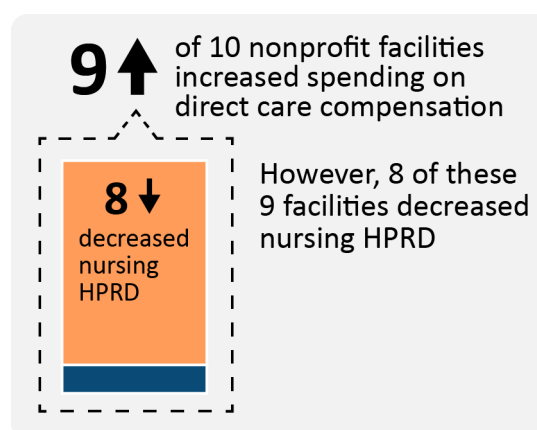 9 of 10 nonprofit facilities
increased spending on
direct care compensation
8
decreased
nursing
HPRD
However, 8 of these
9 facilities decreased
nursing HPRD